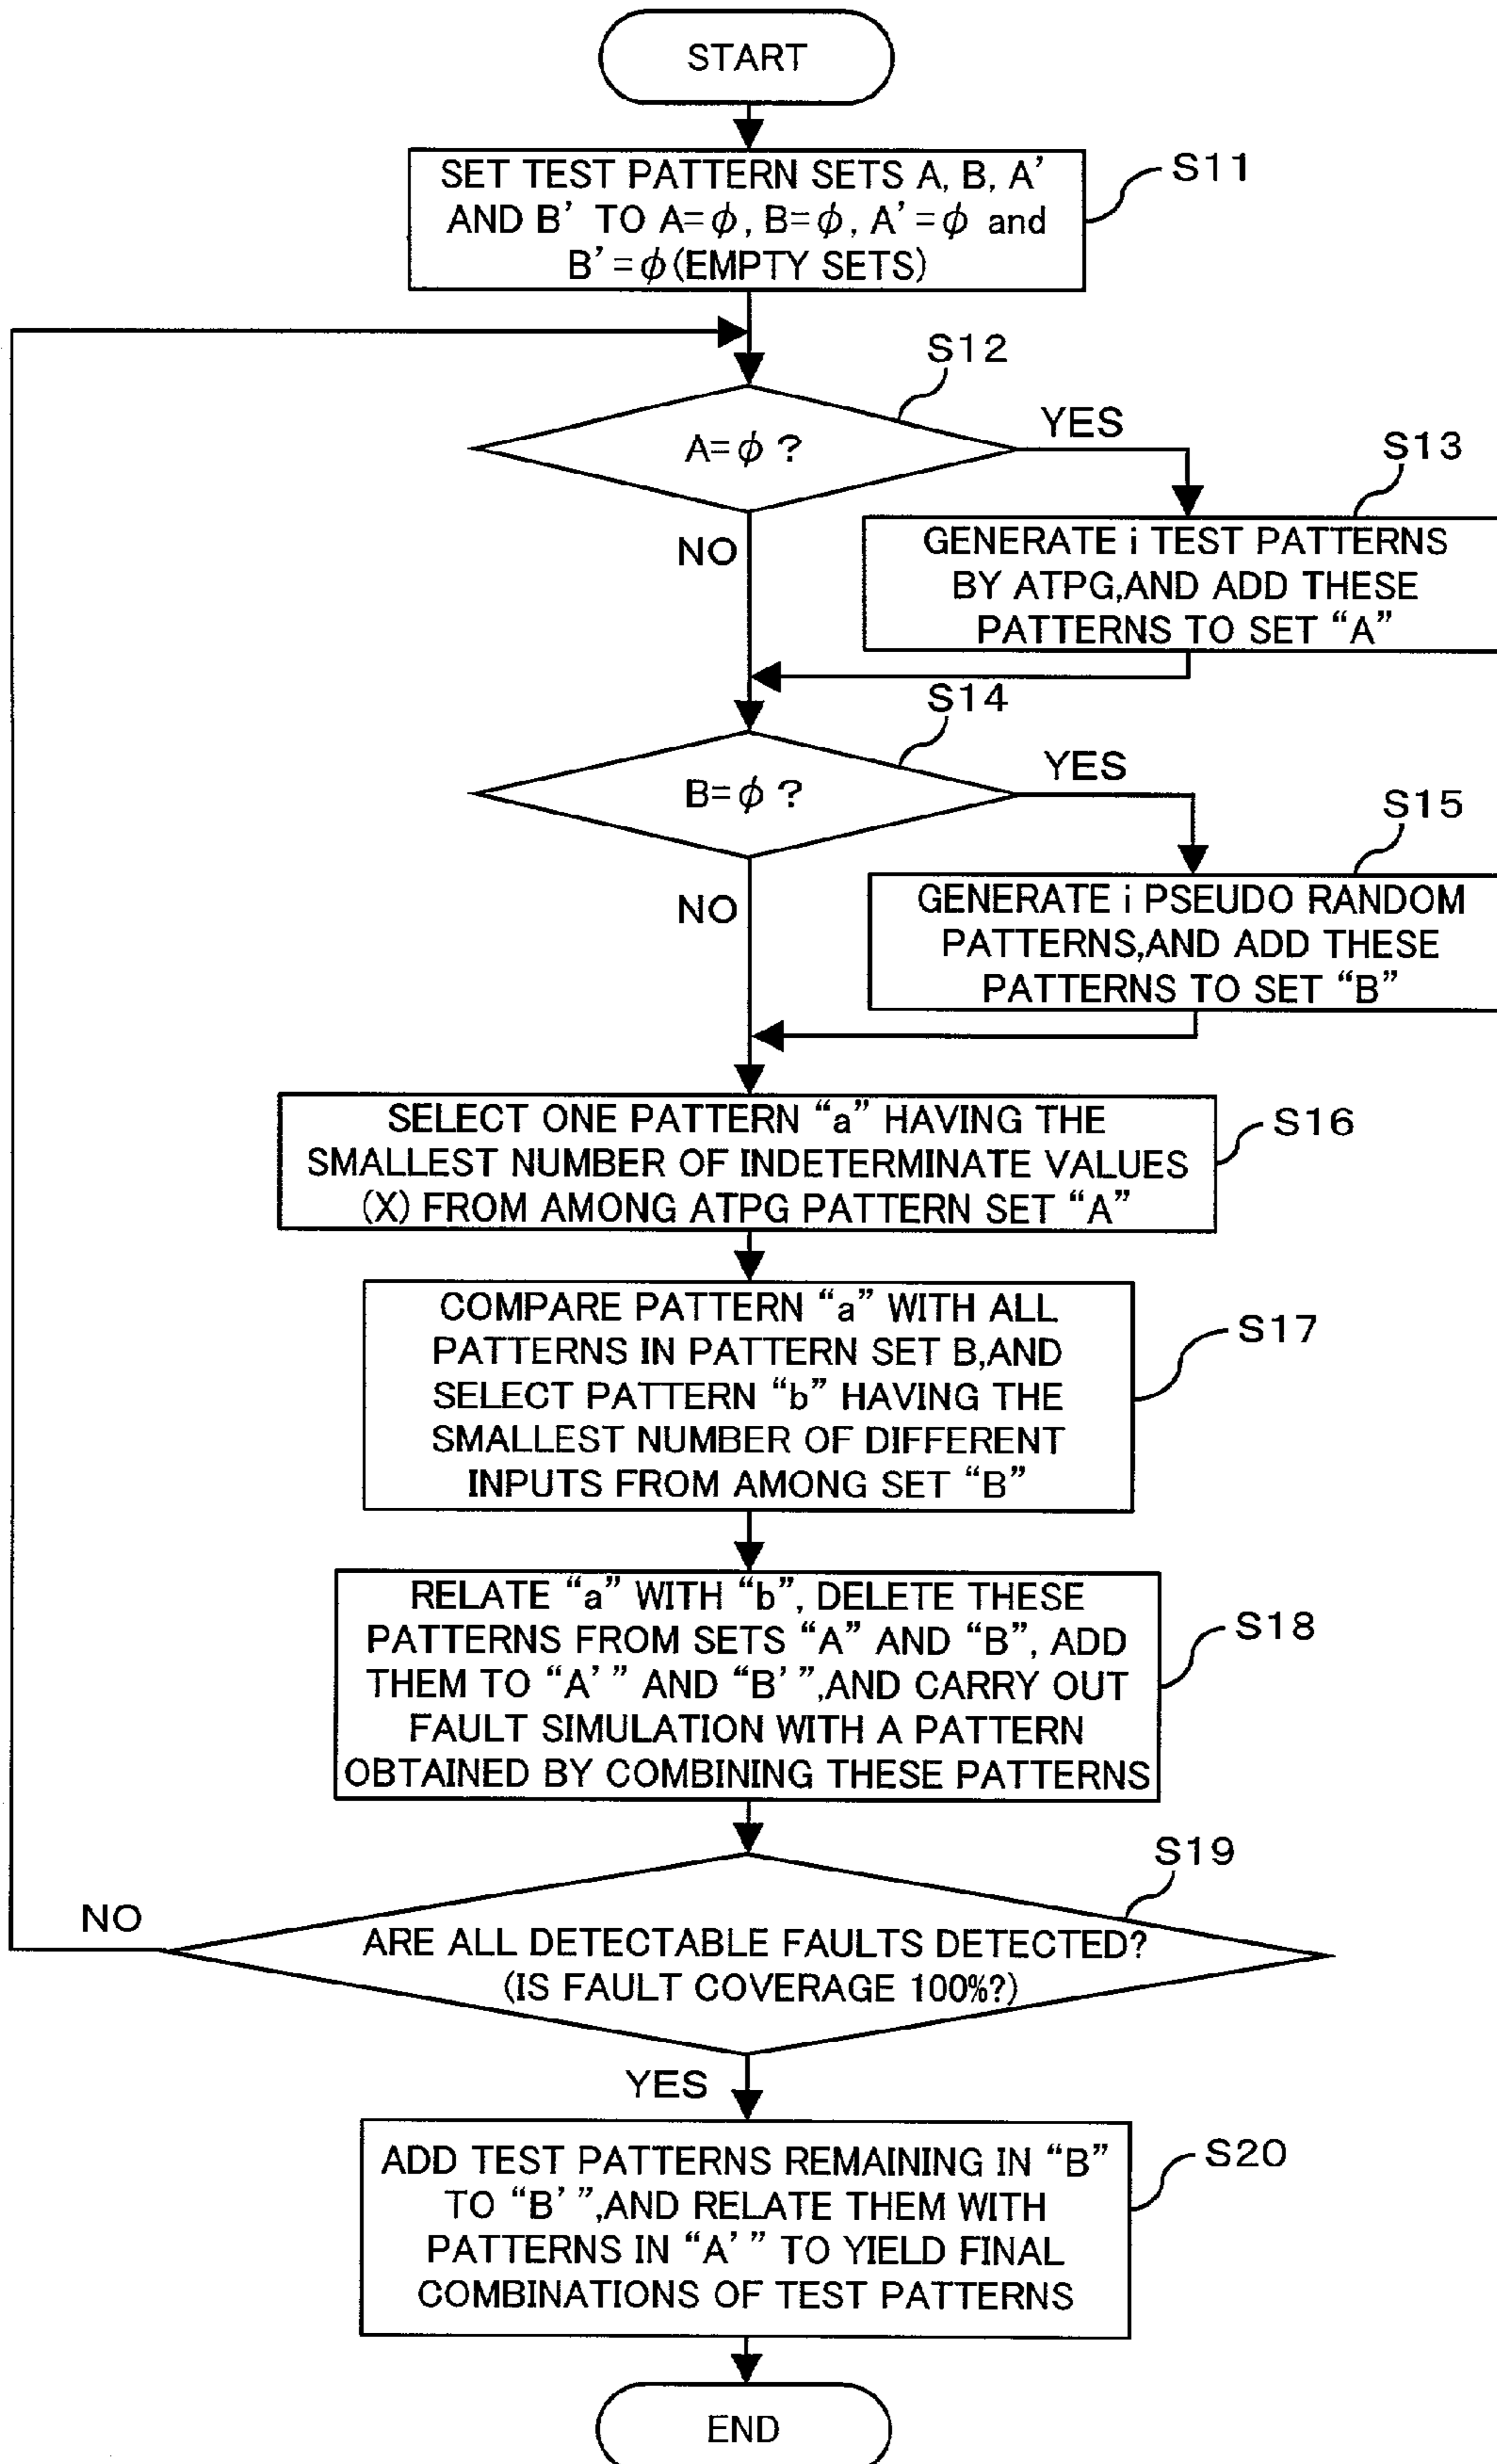 START
SET TEST PATTERN SETS A, B, A'
AND B' TO A=ϕ, B=ϕ, A'=ϕ and
B'=ϕ(EMPTY SETS)
S11
S12
A=ϕ ?
YES
NO
S13
GENERATE i TEST PATTERNS
BY ATPG,AND ADD THESE
PATTERNS TO SET “A”
S14
B=ϕ ?
YES
NO
S15
GENERATE i PSEUDO RANDOM
PATTERNS,AND ADD THESE
PATTERNS TO SET “B”
SELECT ONE PATTERN “a” HAVING THE
SMALLEST NUMBER OF INDETERMINATE VALUES
(X) FROM AMONG ATPG PATTERN SET “A”
S16
COMPARE PATTERN “a” WITH ALL
PATTERNS IN PATTERN SET B,AND
SELECT PATTERN “b” HAVING THE
SMALLEST NUMBER OF DIFFERENT
INPUTS FROM AMONG SET “B”
S17
RELATE “a” WITH “b”, DELETE THESE
PATTERNS FROM SETS “A” AND “B”, ADD
THEM TO “A' ” AND “B' ”,AND CARRY OUT
FAULT SIMULATION WITH A PATTERN
OBTAINED BY COMBINING THESE PATTERNS
S18
S19
NO
ARE ALL DETECTABLE FAULTS DETECTED?
(IS FAULT COVERAGE 100%?)
YES
ADD TEST PATTERNS REMAINING IN “B”
TO “B' ”,AND RELATE THEM WITH
PATTERNS IN “A' ” TO YIELD FINAL
COMBINATIONS OF TEST PATTERNS
S20
END